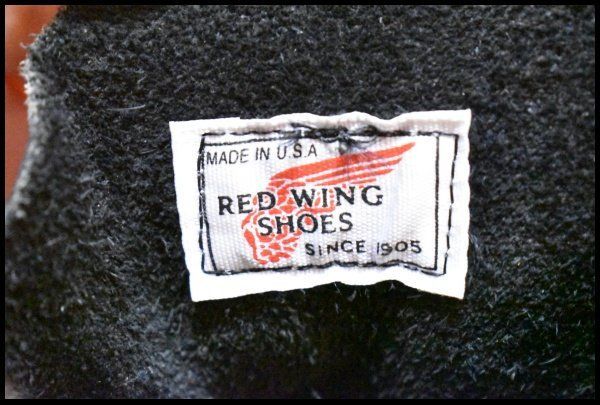 MADE IN U.S.A
RED WING
SHOES
SINCE 1905